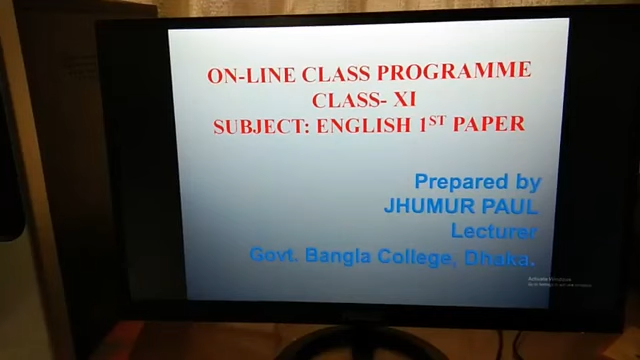 ON-LINE CLASS PROGRAMME
CLASS- XI
SUBJECT: ENGLISH 1ST PAPER
Prepared by
JHUMUR PAUL
Lecturer
Govt. Bangla College, Dhaka.
Activate Windows